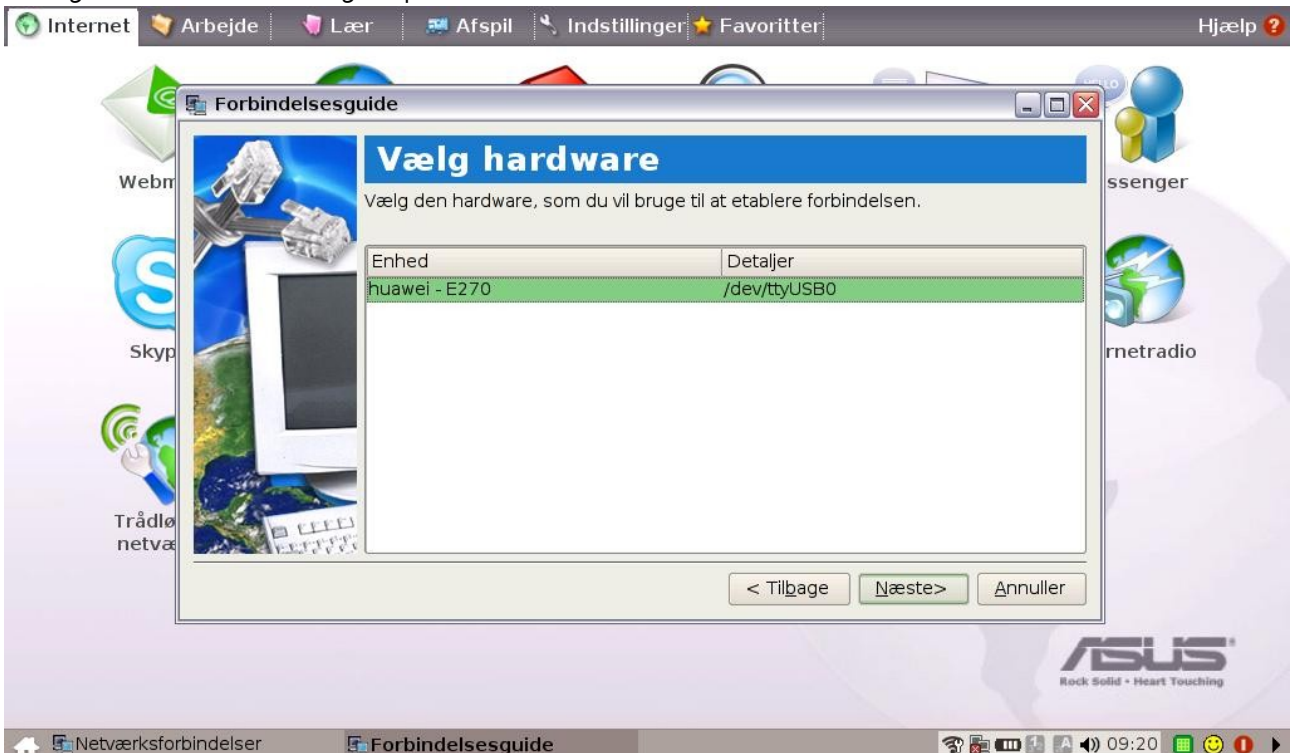 Internet Arbejde Lær Afspil Indstillinger Favoritter Hjælp
Forbindelsesguide
Vælg hardware
Vælg den hardware, som du vil bruge til at etablere forbindelsen.
Enhed Detaljer
huawei - E270 /dev/ttyUSB0
< Tilbage Næste> Annuller
HELLO
Webm
ssenger
Skyp
rnetradio
Trådlø
netvæ
ASUS
Rock Solid • Heart Touching
Netværksforbindelser Forbindelsesguide 09:20